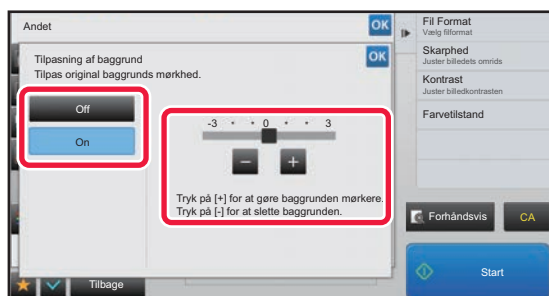 Andet
OK
Tilpasning af baggrund
Tilpas original baggrunds mørkhed.
OK
Off
On
-3 0 3
- +
Tryk på [+] for at gøre baggrunden mørkere.
Tryk på [-] for at slette baggrunden.
Tilbage
Fil Format
Vælg filformat
Skarphed
Juster billedets omrids
Kontrast
Juster billedkontrasten
Farvetilstand
Forhåndsvis
CA
Start